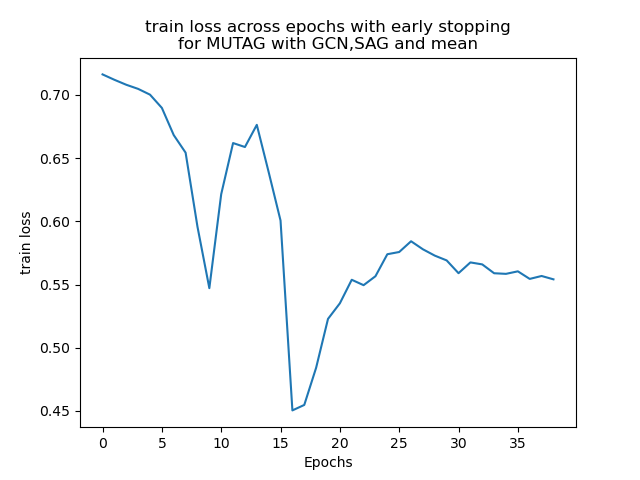 train loss across epochs with early stopping
for MUTAG with GCN,SAG and mean
0.70
0.65
0.60
0.55
0.50
0.45
train loss
0 5 10 15 20 25 30 35
Epochs